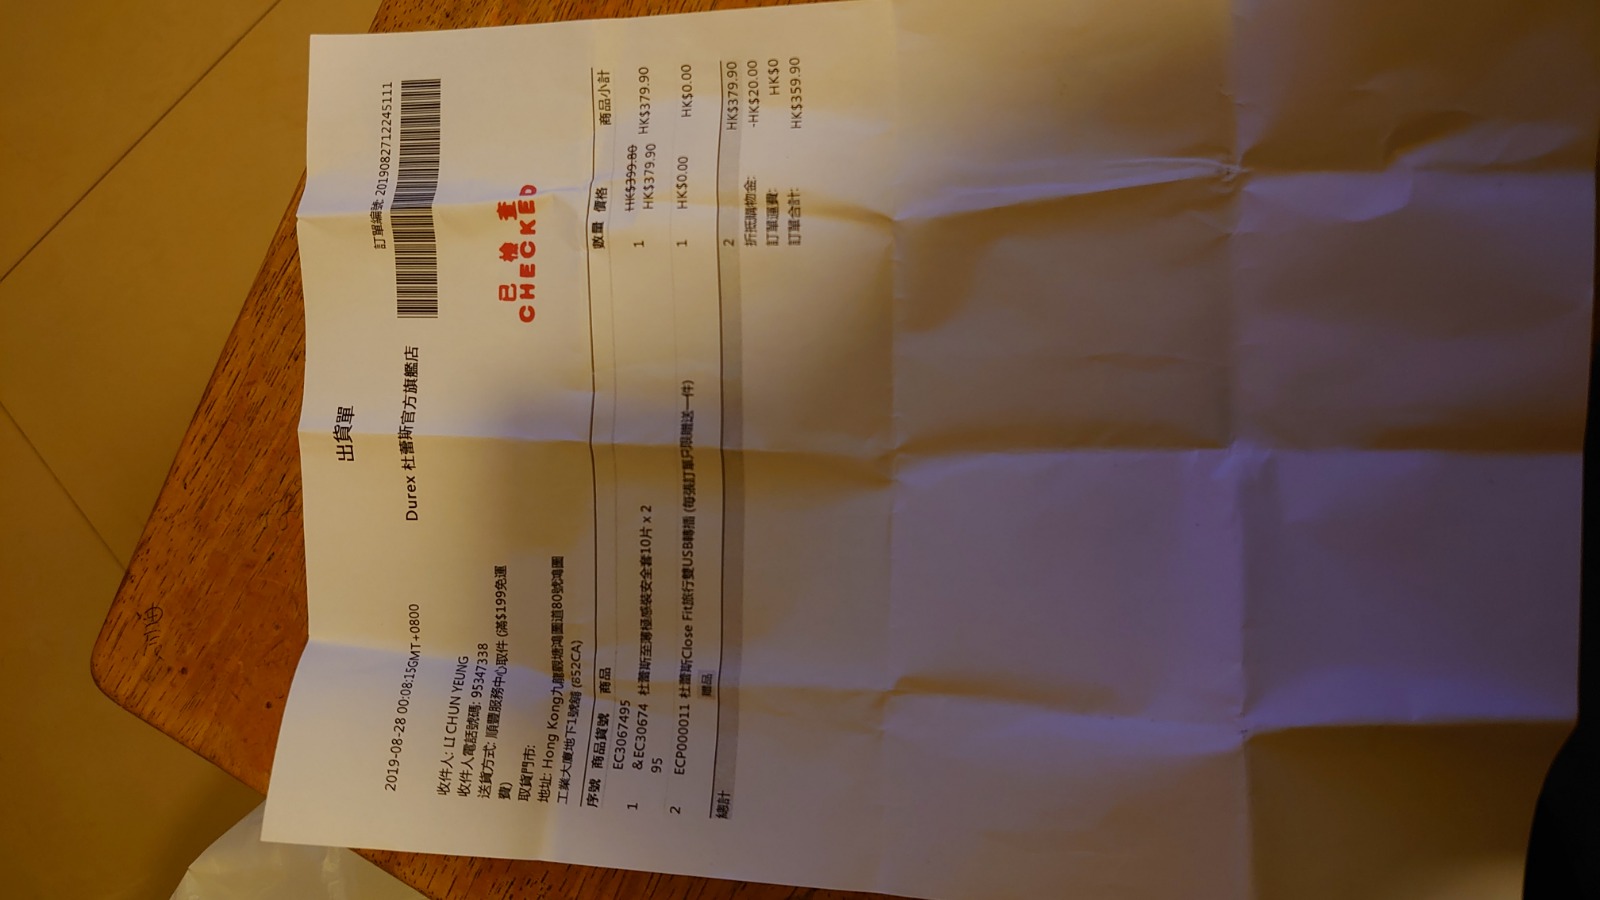 出貨單
訂單編號 2019082712245111
2019-08-28 00:08:15GMT+0800
Durex 杜蕾斯官方旗艦店
收件人: LI CHUN YEUNG
收件人電話號碼: 95347338
送貨方式: 順豐服務中心取件 (滿$199免運
費)
取貨門市:
地址: Hong Kong九龍觀塘鴻圖道80號鴻圖
工業大廈地下1號舖 (852CA)
已檢查
CHECKED
序號 商品貨號 商品 數量 價格 商品小計
1 EC3067495 HK$399.80
&EC30674 杜蕾斯至薄極感裝安全套10片 x 2 1 HK$379.90 HK$379.90
95
2 ECP000011 杜蕾斯Close Fit旅行雙USB轉插 (每張訂單只限贈送一件) 1 HK$0.00 HK$0.00
贈品
總計 2 HK$379.90
折抵購物金: -HK$20.00
訂單運費: HK$0
訂單合計: HK$359.90